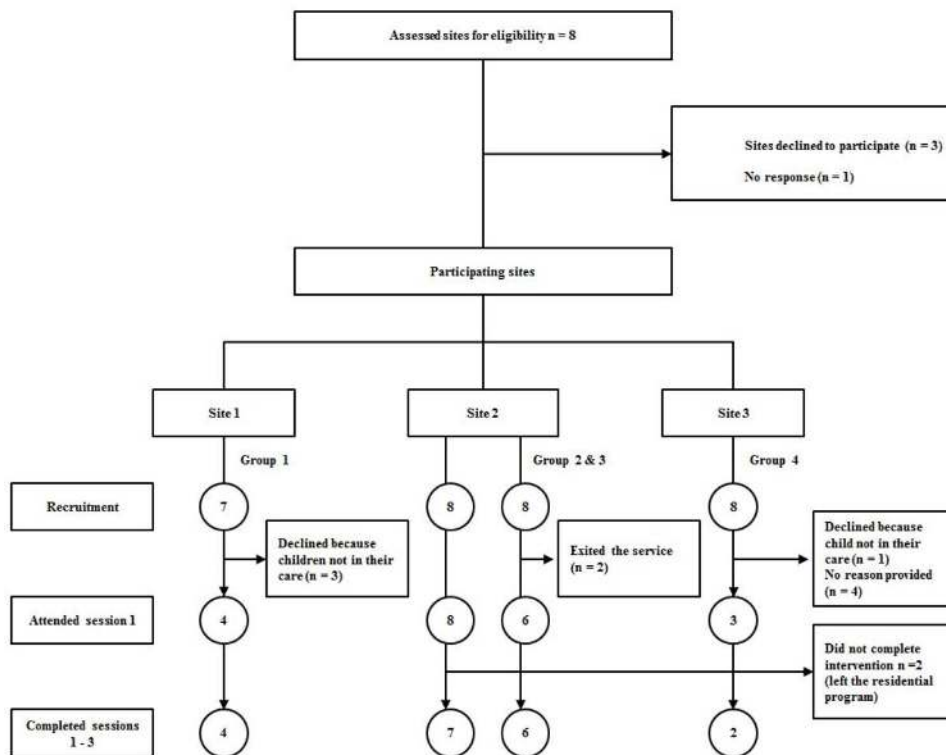 Assessed sites for eligibility n = 8
Sites declined to participate (n = 3)
No response (n = 1)
Participating sites
Site 1
Site 2
Site 3
Group 1
Group 2 & 3
Group 4
Recruitment
7
8
8
8
Declined because
children not in their
care (n = 3)
Exited the service
(n = 2)
Declined because
child not in their
care (n = 1)
No reason provided
(n = 4)
Attended session 1
4
8
6
3
Did not complete
intervention n =2
(left the residential
program)
Completed sessions
1 - 3
4
7
6
2